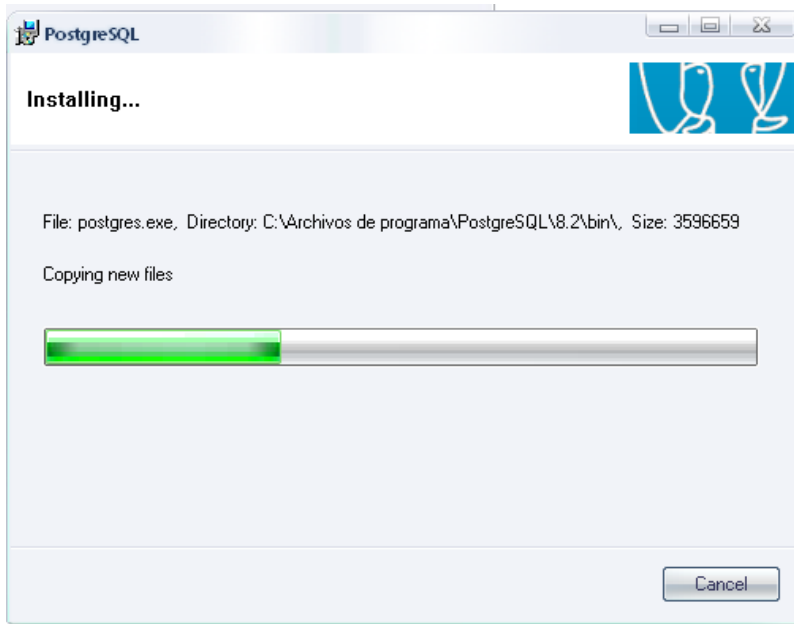 PostgreSQL
Installing...
File: postgres.exe, Directory: C:\Archivos de programa\PostgreSQL\8.2\bin\, Size: 3596659
Copying new files
Cancel